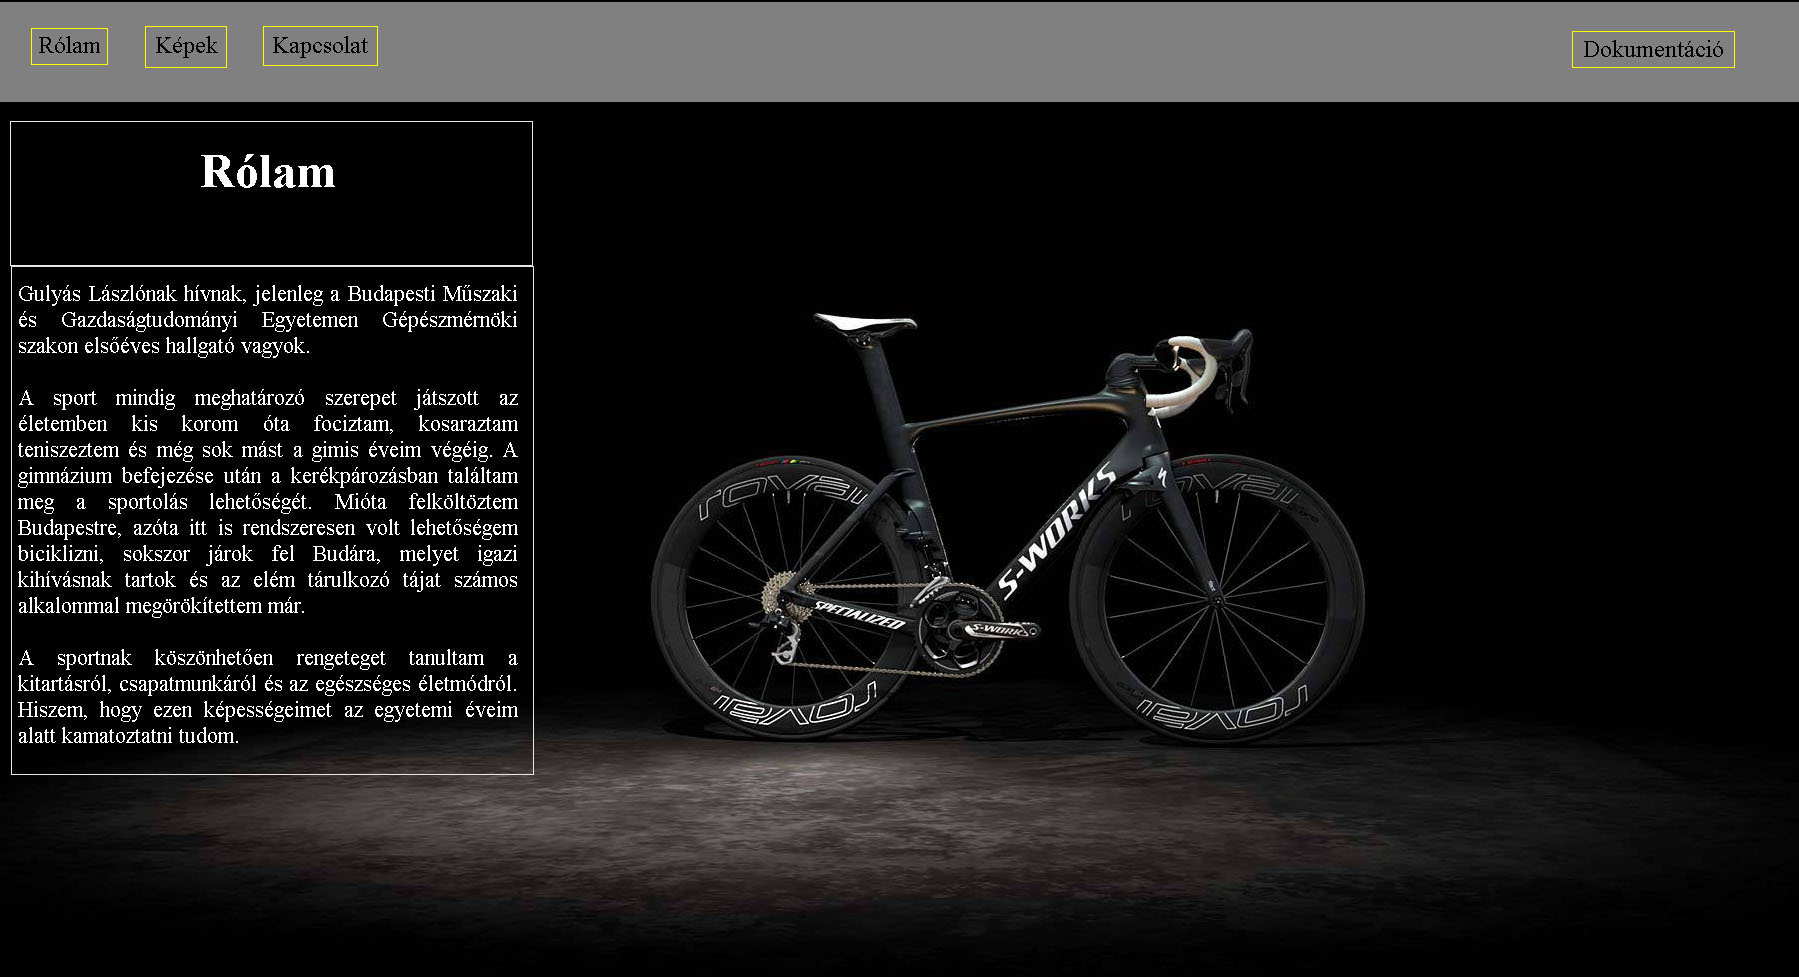 Rólam
Képek
Kapcsolat
Dokumentáció
Rólam
Gulyás Lászlónak hívnak, jelenleg a Budapesti Műszaki
és Gazdaságtudományi Egyetemen Gépészmérnöki
szakon elsőéves hallgató vagyok.
A sport mindig meghatározó szerepet játszott az
életemben kis korom óta fociztam, kosaraztam
teniszeztem és még sok mást a gimis éveim végéig. A
gimnázium befejezése után a kerékpározásban találtam
meg a sportolás lehetőségét. Mióta felköltöztem
Budapestre, azóta itt is rendszeresen volt lehetőségem
biciklizni, sokszor járok fel Budára, melyet igazi
kihívásnak tartok és az elém tárulkozó tájat számos
alkalommal megörökítettem már.
A sportnak köszönhetően rengeteget tanultam a
kitartásról, csapatmunkáról és az egészséges életmódról.
Hiszem, hogy ezen képességeimet az egyetemi éveim
alatt kamatoztatni tudom.
roval
roval
S-WORKS
SPECIALIZED
S-WORKS
roval
roval